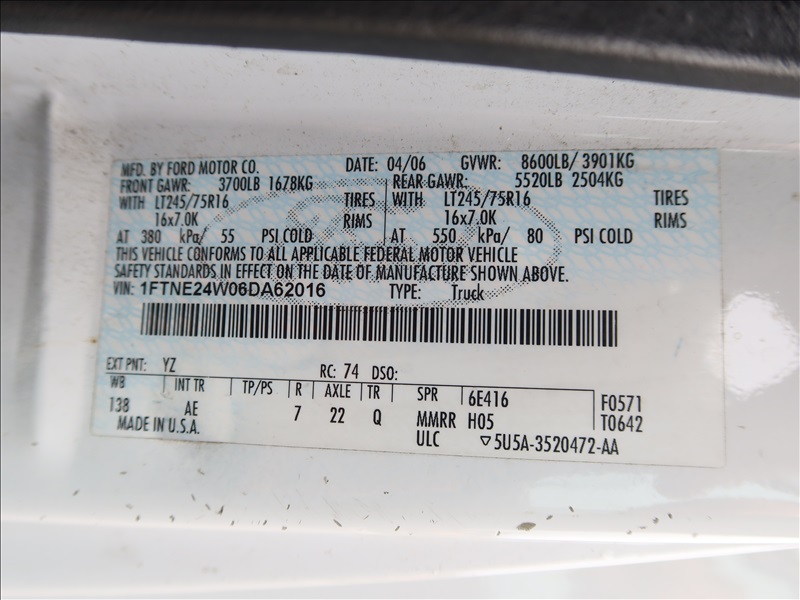 MFD. BY FORD MOTOR CO. DATE: 04/06 GVWR: 8600LB/ 3901KG
FRONT GAWR: 3700LB 1678KG REAR GAWR: 5520LB 2504KG
WITH LT245/75R16 TIRES WITH LT245/75R16 TIRES
16x7.0K RIMS 16x7.0K RIMS
AT 380 kPa/ 55 PSI COLD AT 550 kPa/ 80 PSI COLD
THIS VEHICLE CONFORMS TO ALL APPLICABLE FEDERAL MOTOR VEHICLE
SAFETY STANDARDS IN EFFECT ON THE DATE OF MANUFACTURE SHOWN ABOVE.
VIN: 1FTNE24W06DA62016 TYPE: Truck
EXT PNT: YZ RC: 74 DSO:
WB INT TR TP/PS R AXLE TR SPR 6E416 F0571
138 AE 7 22 Q MMRR H05 T0642
MADE IN U.S.A. ULC ▽5U5A-3520472-AA